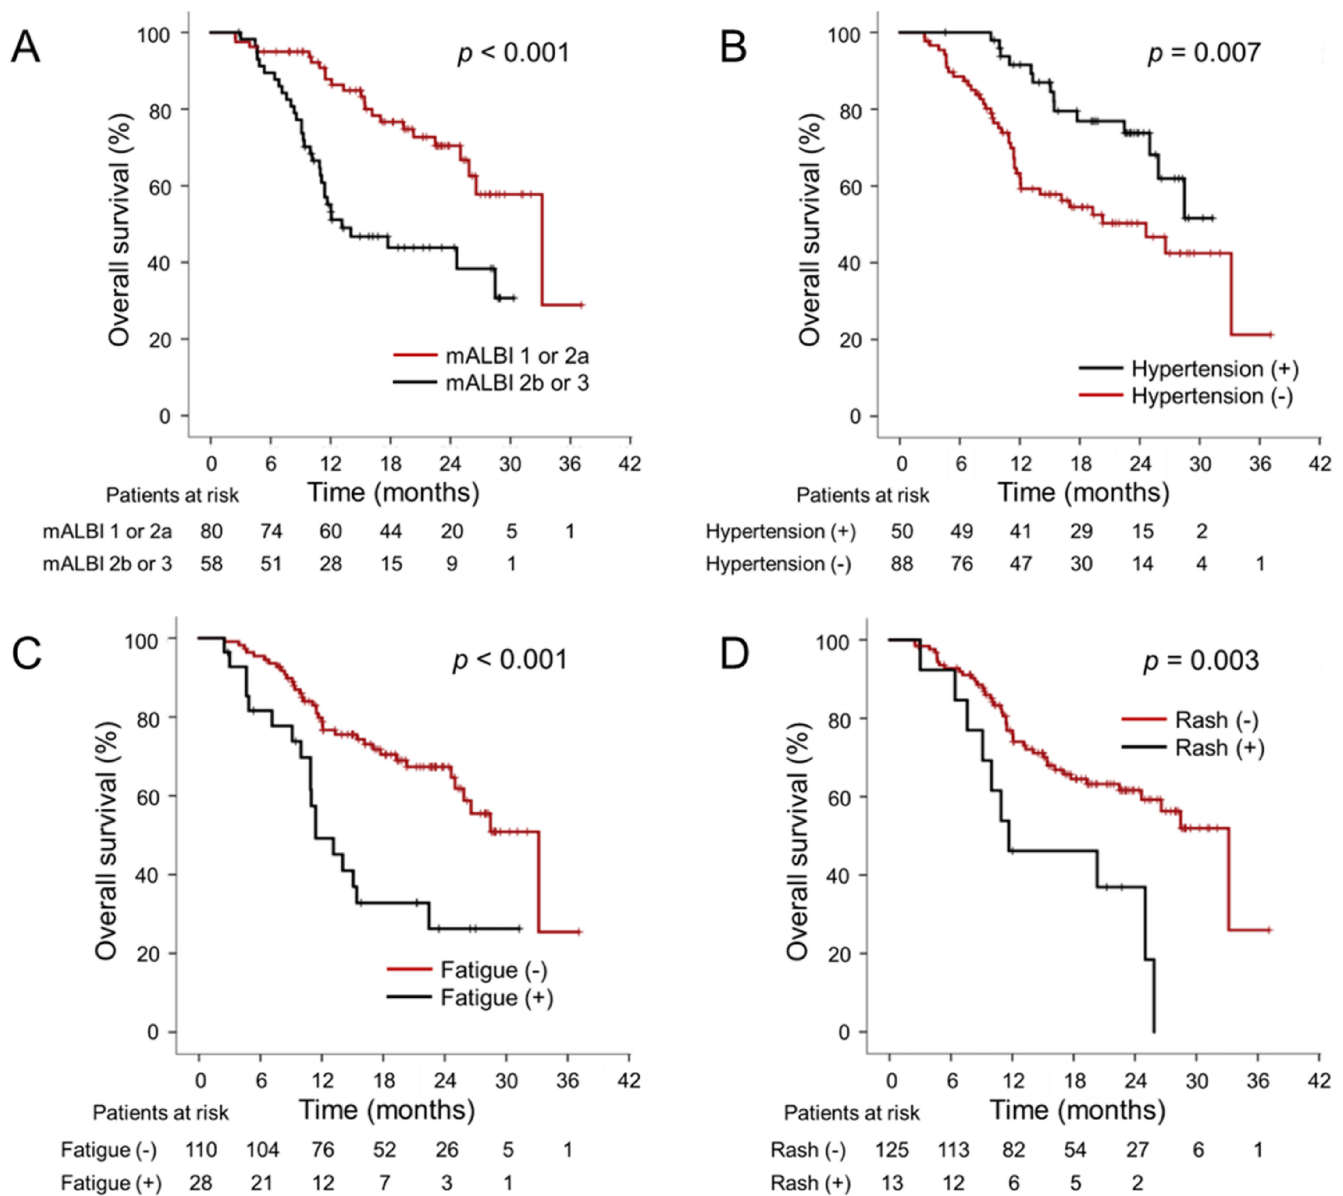 A
p < 0.001
Overall survival (%)
100
80
60
40
20
0
mALBI 1 or 2a
mALBI 2b or 3
0 6 12 18 24 30 36 42
Patients at risk Time (months)
mALBI 1 or 2a 80 74 60 44 20 5 1
mALBI 2b or 3 58 51 28 15 9 1
B
p = 0.007
Overall survival (%)
100
80
60
40
20
0
Hypertension (+)
Hypertension (-)
0 6 12 18 24 30 36 42
Patients at risk Time (months)
Hypertension (+) 50 49 41 29 15 2
Hypertension (-) 88 76 47 30 14 4 1
C
p < 0.001
Overall survival (%)
100
80
60
40
20
0
Fatigue (-)
Fatigue (+)
0 6 12 18 24 30 36 42
Patients at risk Time (months)
Fatigue (-) 110 104 76 52 26 5 1
Fatigue (+) 28 21 12 7 3 1
D
p = 0.003
Overall survival (%)
100
80
60
40
20
0
Rash (-)
Rash (+)
0 6 12 18 24 30 36 42
Patients at risk Time (months)
Rash (-) 125 113 82 54 27 6 1
Rash (+) 13 12 6 5 2